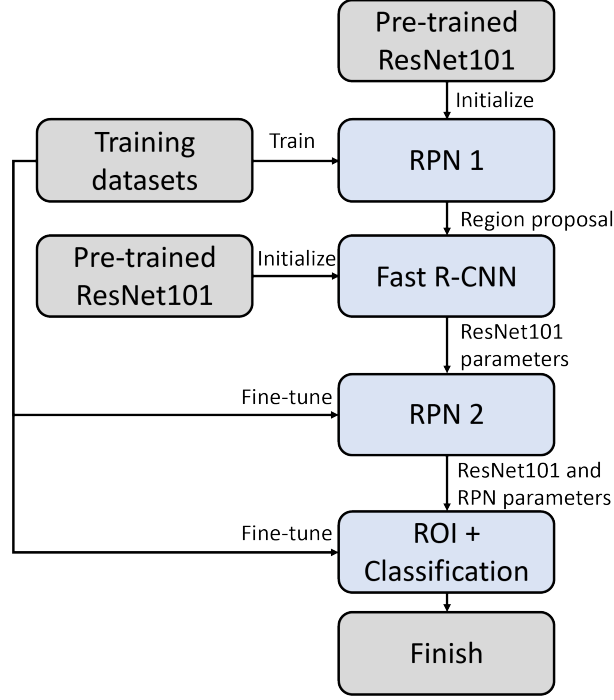 Pre-trained
ResNet101
Initialize
Training
datasets
Train
RPN 1
Region proposal
Pre-trained
ResNet101
Initialize
Fast R-CNN
ResNet101
parameters
Fine-tune
RPN 2
ResNet101 and
RPN parameters
Fine-tune
ROI +
Classification
Finish